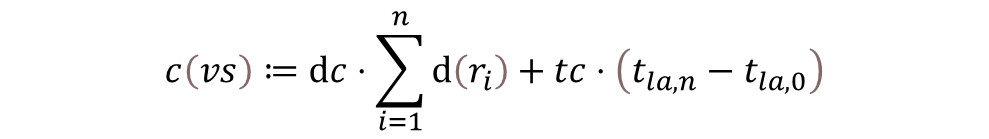 c(vs) ≔ dc · ∑_{i=1}^{n} d(r_i) + tc · (t_{la,n} − t_{la,0})